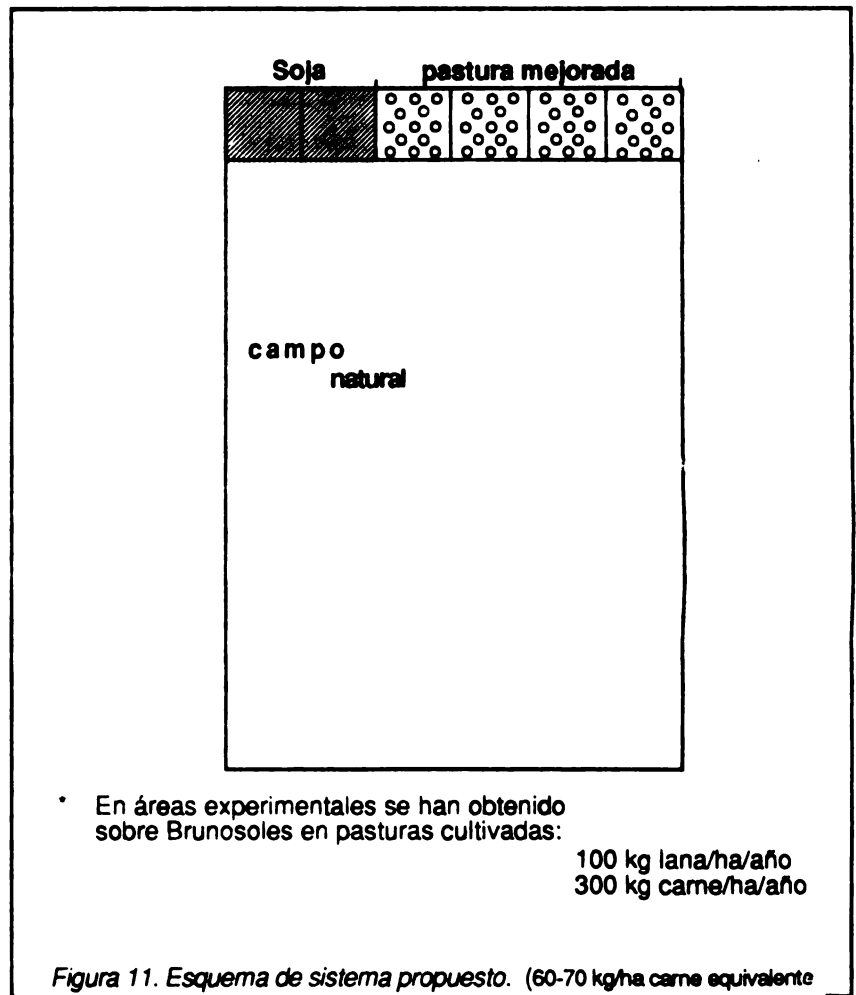 Soja pastura mejorada
campo
natural
* En áreas experimentales se han obtenido
sobre Brunosoles en pasturas cultivadas:
100 kg lana/ha/año
300 kg carne/ha/año
Figura 11. Esquema de sistema propuesto. (60-70 kg/ha carne equivalente